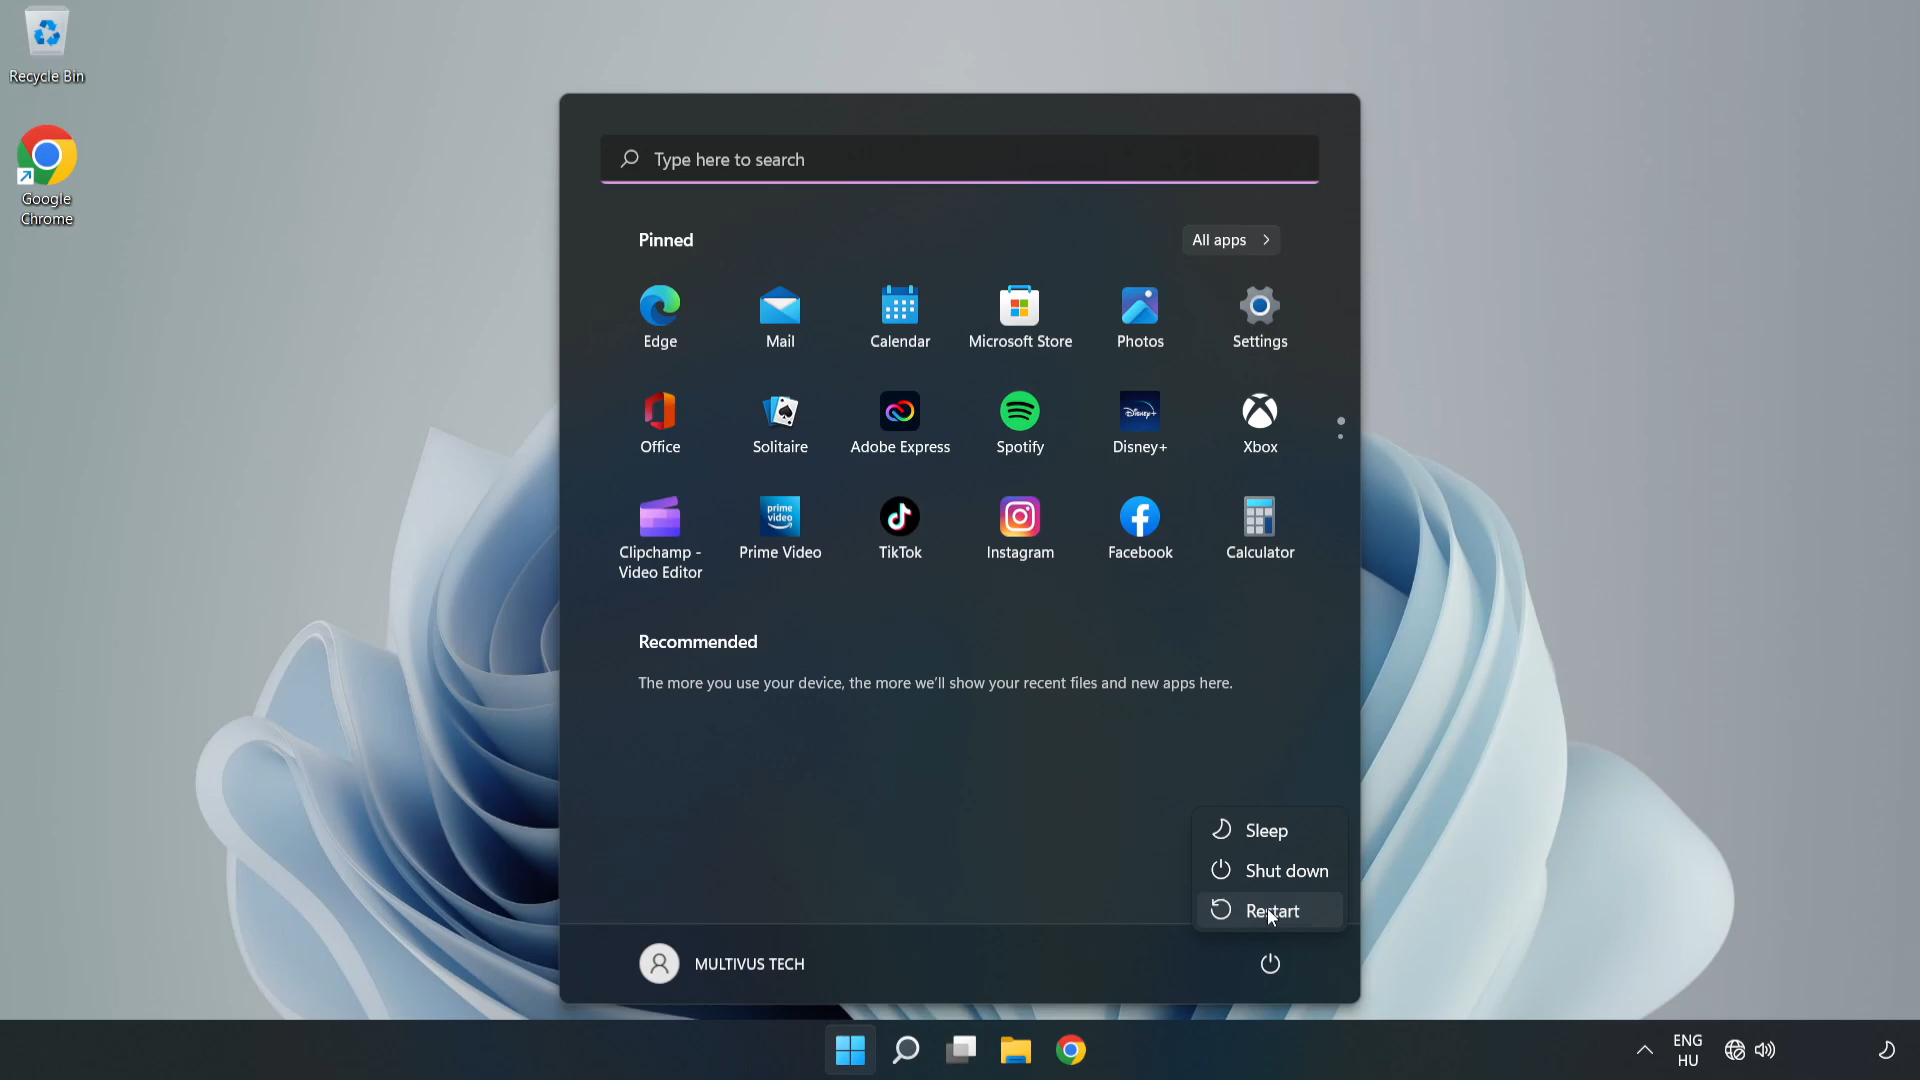 Recycle Bin
Google
Chrome
Type here to search
Pinned
All apps
Edge
Mail
Calendar
Microsoft Store
Photos
Settings
Office
Solitaire
Adobe Express
Spotify
Disney+
Disney+
Xbox
prime
video
Clipchamp -
Video Editor
Prime Video
TikTok
Instagram
Facebook
Calculator
Recommended
The more you use your device, the more we'll show your recent files and new apps here.
Sleep
Shut down
Restart
MULTIVUS TECH
ENG
HU